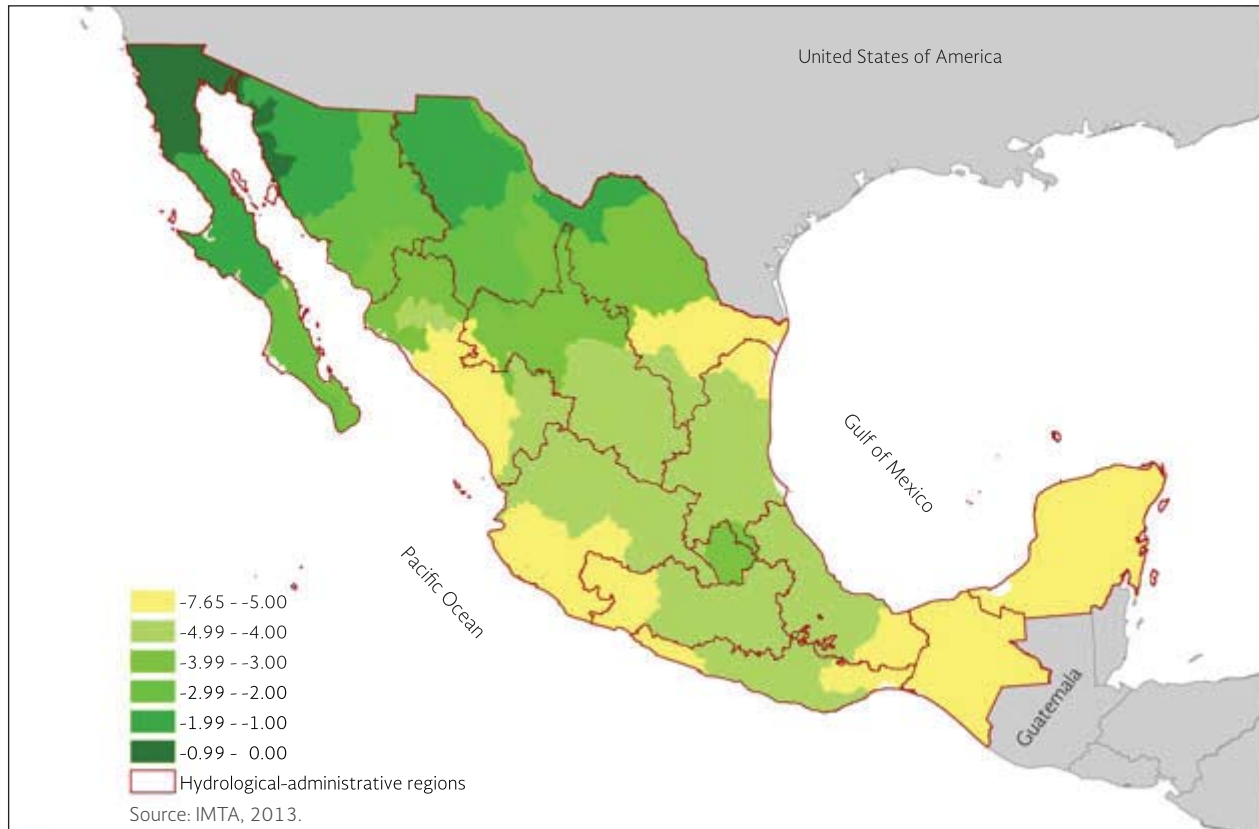 United States of America
Gulf of Mexico
Pacific Ocean
Guatemala
-7.65 - -5.00
-4.99 - -4.00
-3.99 - -3.00
-2.99 - -2.00
-1.99 - -1.00
-0.99 - 0.00
Hydrological-administrative regions
Source: IMTA, 2013.